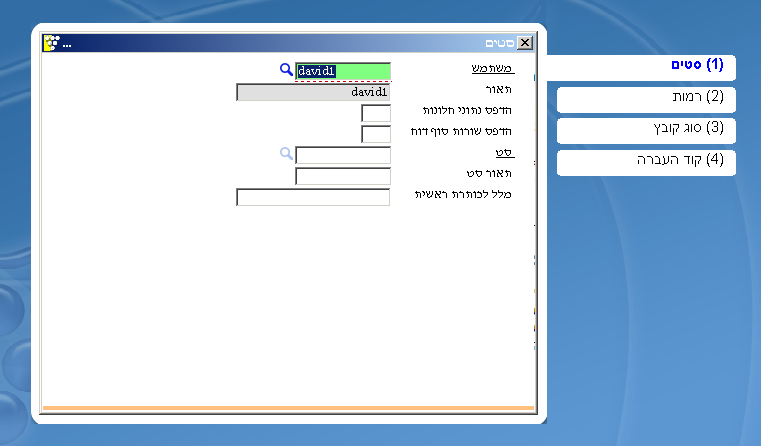 סטים
...
משתמש david1
תאור david1
הדפס נתוני חלונות
הדפס שורות סוף דוח
סט
תאור סט
מלל לכותרת ראשית
(1) סטים
(2) רמות
(3) סוג קובץ
(4) קוד העברה